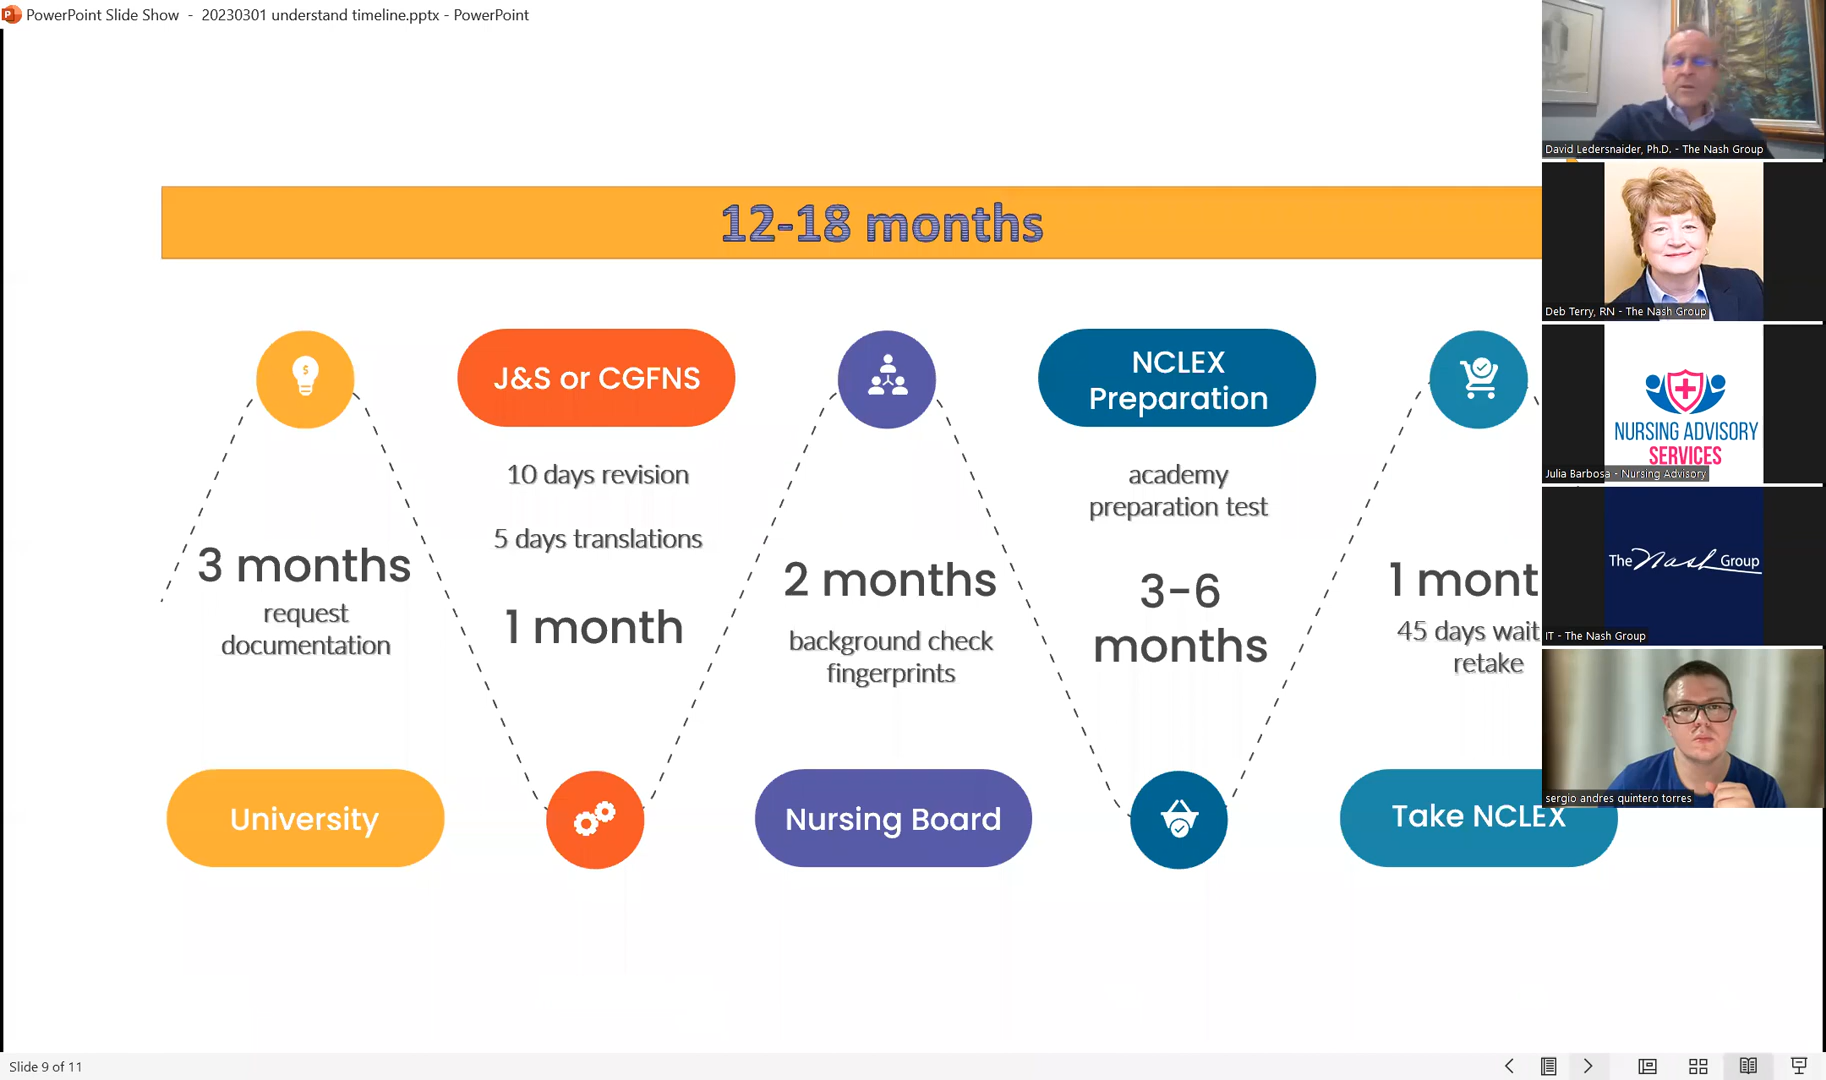 PowerPoint Slide Show - 20230301 understand timeline.pptx - PowerPoint
12-18 months
J&S or CGFNS
NCLEX
Preparation
10 days revision
5 days translations
1 month
academy
preparation test
3-6
months
3 months
request
documentation
2 months
background check
fingerprints
1 mont
45 days wait
retake
University
Nursing Board
Take NCLEX
David Ledersnaider, Ph.D. - The Nash Group
Deb Terry, RN - The Nash Group
NURSING ADVISORY
SERVICES
Julia Barbosa - Nursing Advisory
The Nash Group
IT - The Nash Group
sergio andres quintero torres
Slide 9 of 11